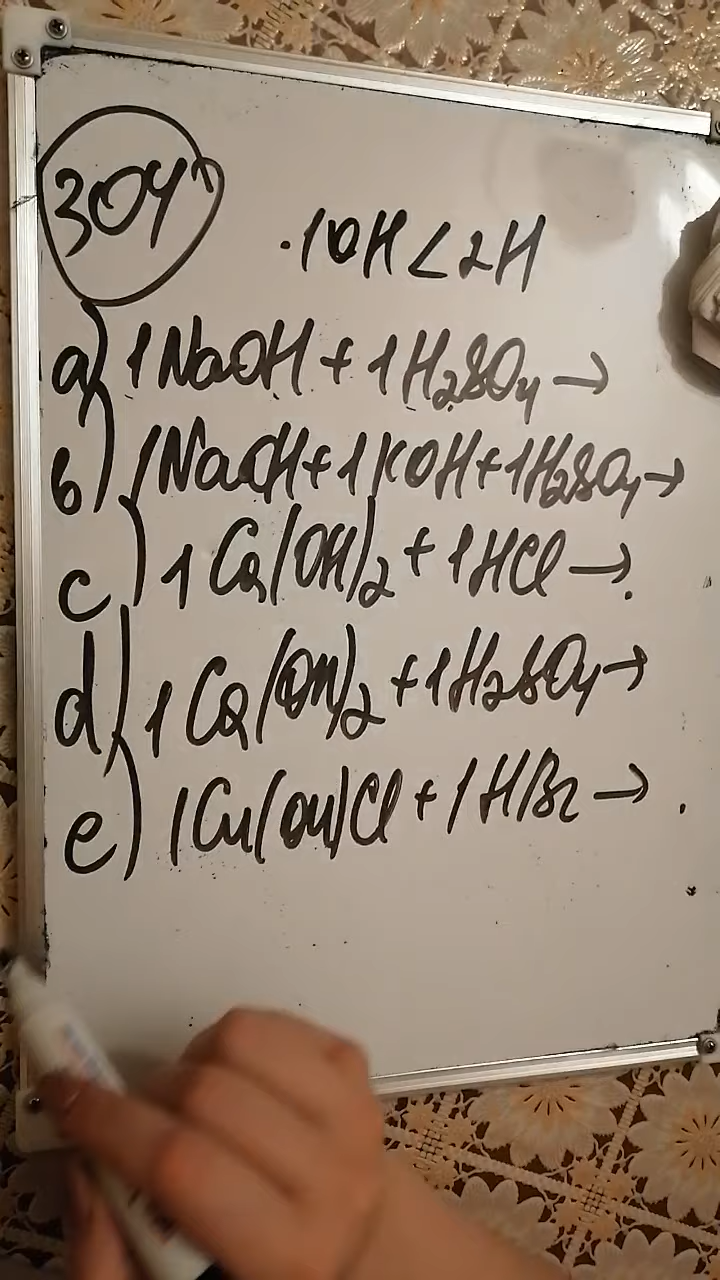 304
·1OH<2H
a) 1NaOH + 1H₂SO₄ →
b) 1NaOH + 1KOH + 1H₂SO₄ →
c) 1Ca(OH)₂ + 1HCl →
d) 1Ca(OH)₂ + 1H₂SO₄ →
e) 1Cu(OH)Cl + 1HBr →